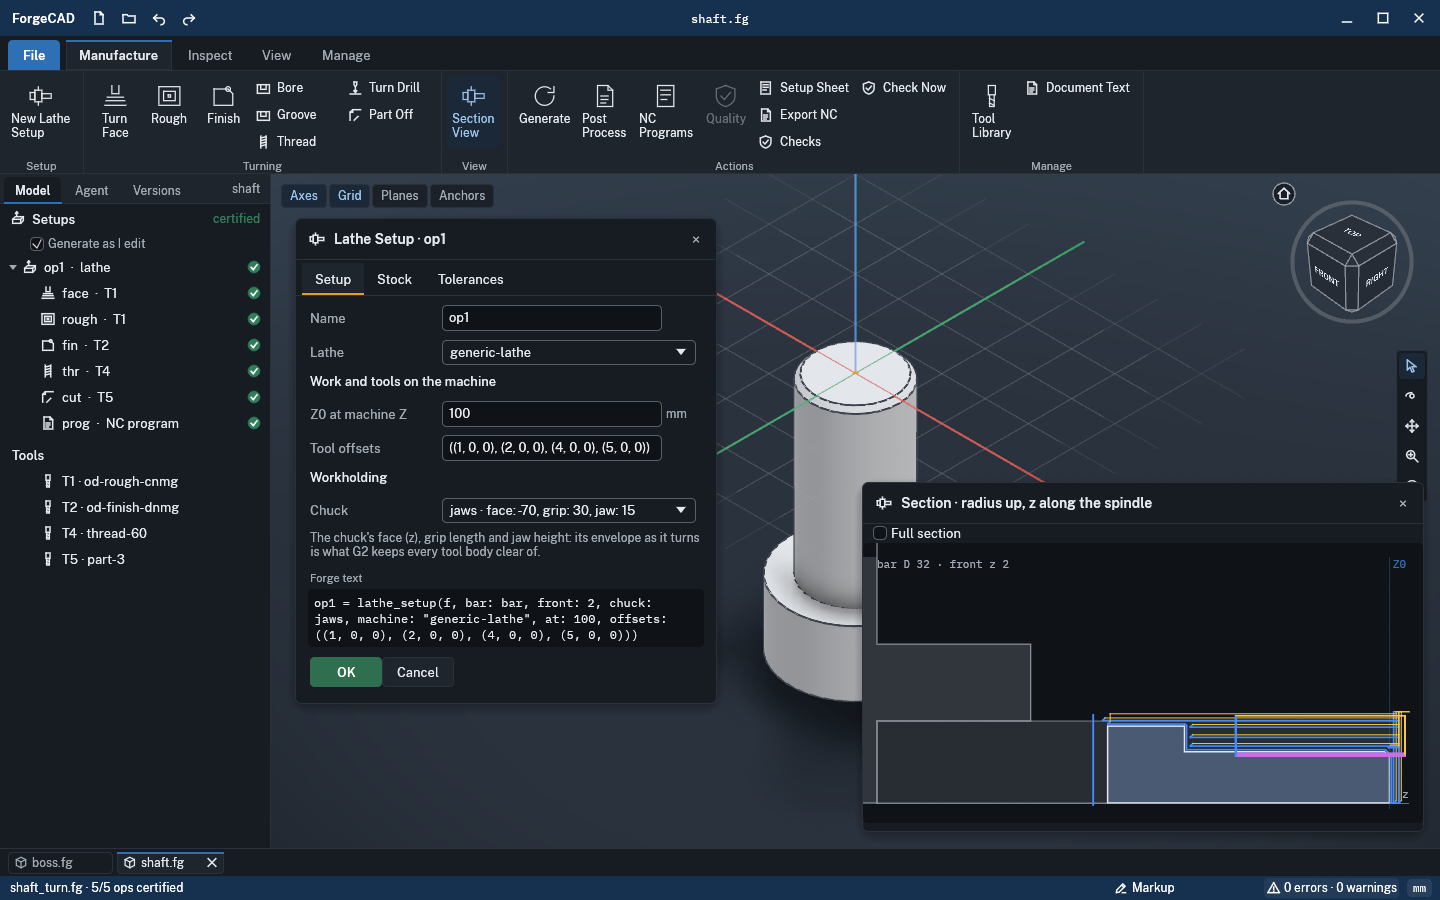 ForgeCAD
shaft.fg
File
Manufacture
Inspect
View
Manage
New Lathe
Setup
Setup
Turn
Face
Rough
Finish
Bore
Groove
Thread
Turn Drill
Part Off
Turning
Section
View
View
Generate
Post
Process
NC
Programs
Quality
Setup Sheet
Export NC
Checks
Check Now
Actions
Tool
Library
Document Text
Manage
Model
Agent
Versions
shaft
Setups
certified
Generate as I edit
op1 · lathe
face · T1
rough · T1
fin · T2
thr · T4
cut · T5
prog · NC program
Tools
T1 · od-rough-cnmg
T2 · od-finish-dnmg
T4 · thread-60
T5 · part-3
Axes
Grid
Planes
Anchors
Lathe Setup · op1
×
Setup
Stock
Tolerances
Name
op1
Lathe
generic-lathe
Work and tools on the machine
Z0 at machine Z
100
mm
Tool offsets
((1, 0, 0), (2, 0, 0), (4, 0, 0), (5, 0, 0))
Workholding
Chuck
jaws · face: -70, grip: 30, jaw: 15
The chuck's face (z), grip length and jaw height: its envelope as it turns
is what G2 keeps every tool body clear of.
Forge text
op1 = lathe_setup(f, bar: bar, front: 2, chuck:
jaws, machine: "generic-lathe", at: 100, offsets:
((1, 0, 0), (2, 0, 0), (4, 0, 0), (5, 0, 0)))
OK
Cancel
TOP
FRONT
RIGHT
Section · radius up, z along the spindle
×
Full section
bar D 32 · front z 2
Z0
z
boss.fg
shaft.fg
shaft_turn.fg · 5/5 ops certified
Markup
0 errors · 0 warnings
mm